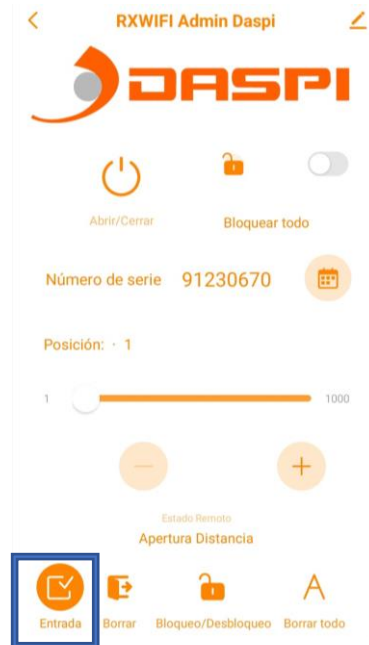 RXWIFI Admin Daspi
DASPI
Abrir/Cerrar
Bloquear todo
Número de serie 91230670
Posición: · 1
1 1000
Estado Remoto
Apertura Distancia
Entrada Borrar Bloqueo/Desbloqueo Borrar todo